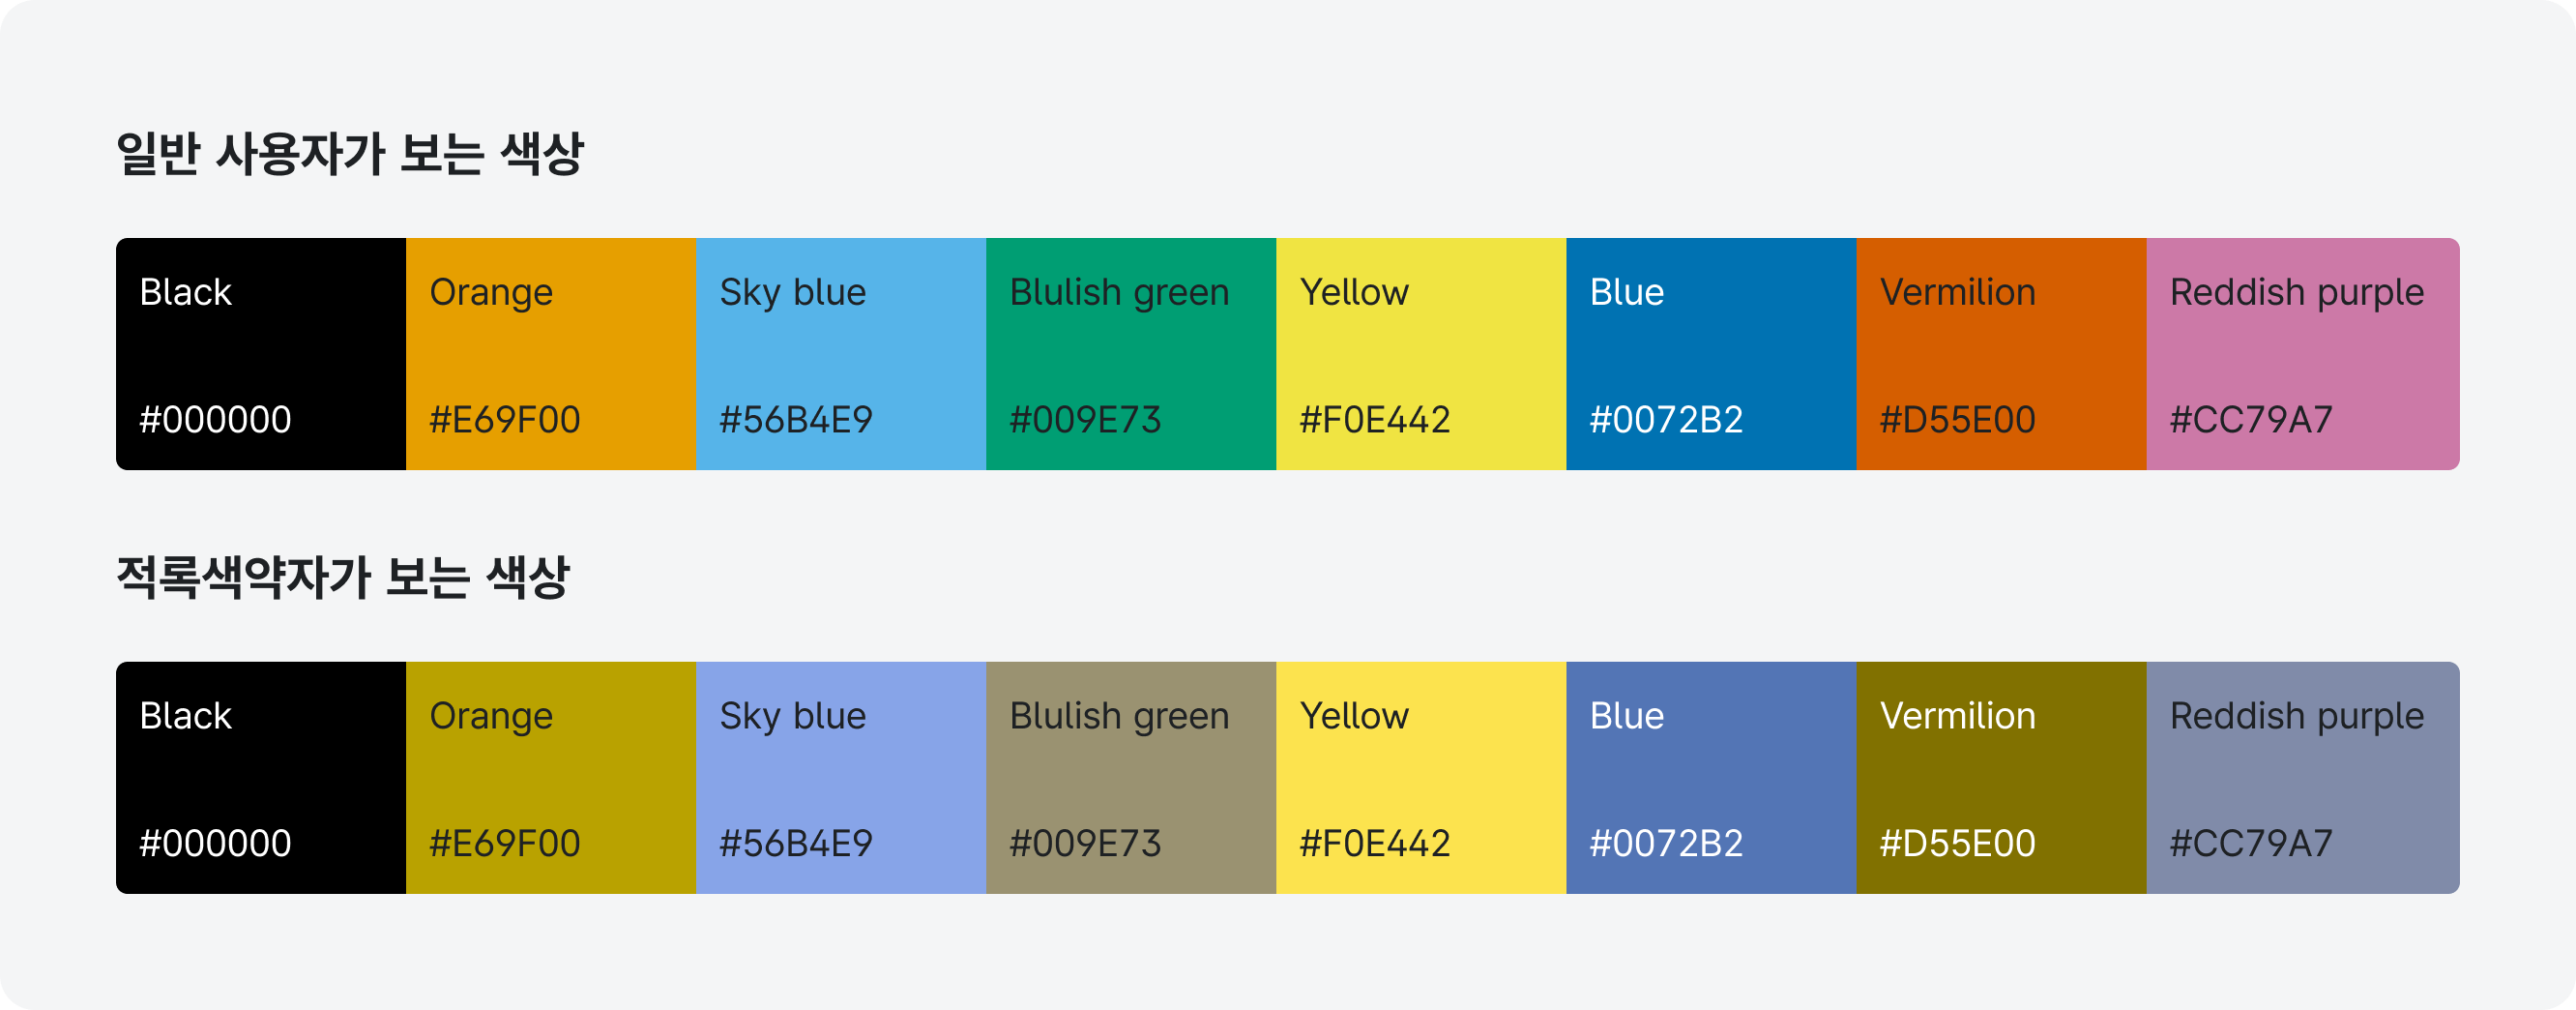 일반 사용자가 보는 색상
Black Orange Sky blue Blulish green Yellow Blue Vermilion Reddish purple
#000000 #E69F00 #56B4E9 #009E73 #F0E442 #0072B2 #D55E00 #CC79A7
적록색약자가 보는 색상
Black Orange Sky blue Blulish green Yellow Blue Vermilion Reddish purple
#000000 #E69F00 #56B4E9 #009E73 #F0E442 #0072B2 #D55E00 #CC79A7